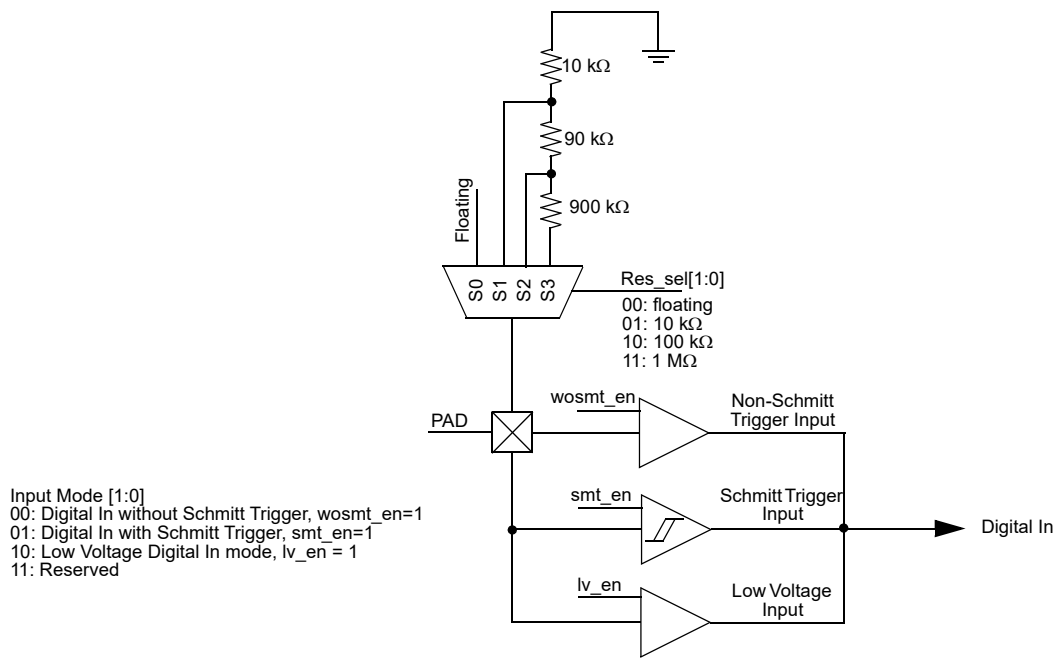 10 kΩ
90 kΩ
900 kΩ
Floating
S0
S1
S2
S3
Res_sel[1:0]
00: floating
01: 10 kΩ
10: 100 kΩ
11: 1 MΩ
PAD
wosmt_en
Non-Schmitt
Trigger Input
Input Mode [1:0]
00: Digital In without Schmitt Trigger, wosmt_en=1
01: Digital In with Schmitt Trigger, smt_en=1
10: Low Voltage Digital In mode, lv_en = 1
11: Reserved
smt_en
Schmitt Trigger
Input
Digital In
lv_en
Low Voltage
Input